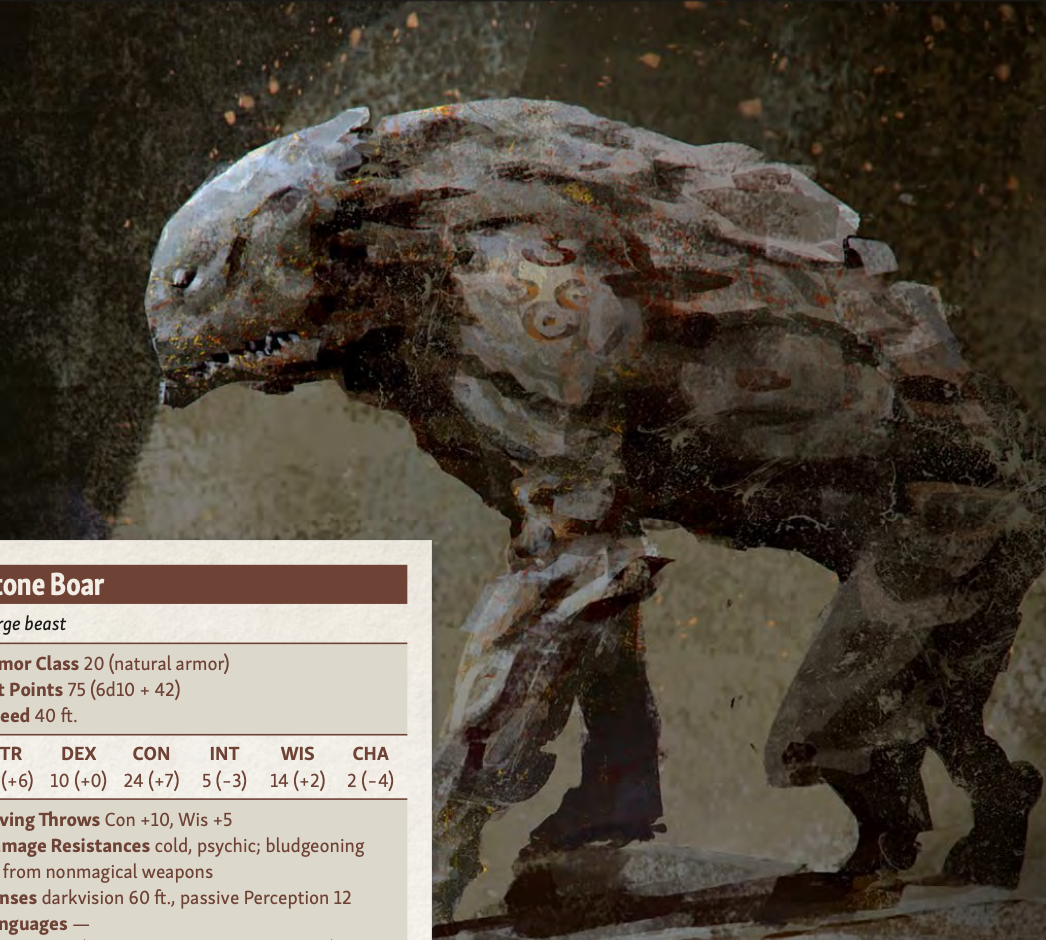 tone Boar
rge beast
mor Class 20 (natural armor)
t Points 75 (6d10 + 42)
eed 40 ft.
TR DEX CON INT WIS CHA
(+6) 10 (+0) 24 (+7) 5 (−3) 14 (+2) 2 (−4)
ving Throws Con +10, Wis +5
mage Resistances cold, psychic; bludgeoning
from nonmagical weapons
nses darkvision 60 ft., passive Perception 12
nguages —